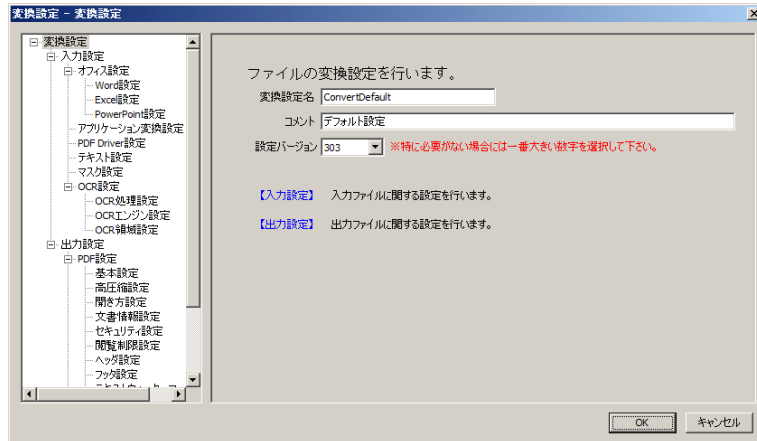 変換設定 - 変換設定
変換設定
入力設定
オフィス設定
Word設定
Excel設定
PowerPoint設定
アプリケーション変換設定
PDF Driver設定
テキスト設定
マスク設定
OCR設定
OCR処理設定
OCRエンジン設定
OCR領域設定
出力設定
PDF設定
基本設定
高圧縮設定
開き方設定
文書情報設定
セキュリティ設定
閲覧制限設定
ヘッダ設定
フッタ設定
ファイルの変換設定を行います。
変換設定名 ConvertDefault
コメント デフォルト設定
設定バージョン 303 ※特に必要がない場合には一番大きい数字を選択して下さい。
【入力設定】 入力ファイルに関する設定を行います。
【出力設定】 出力ファイルに関する設定を行います。
OK キャンセル